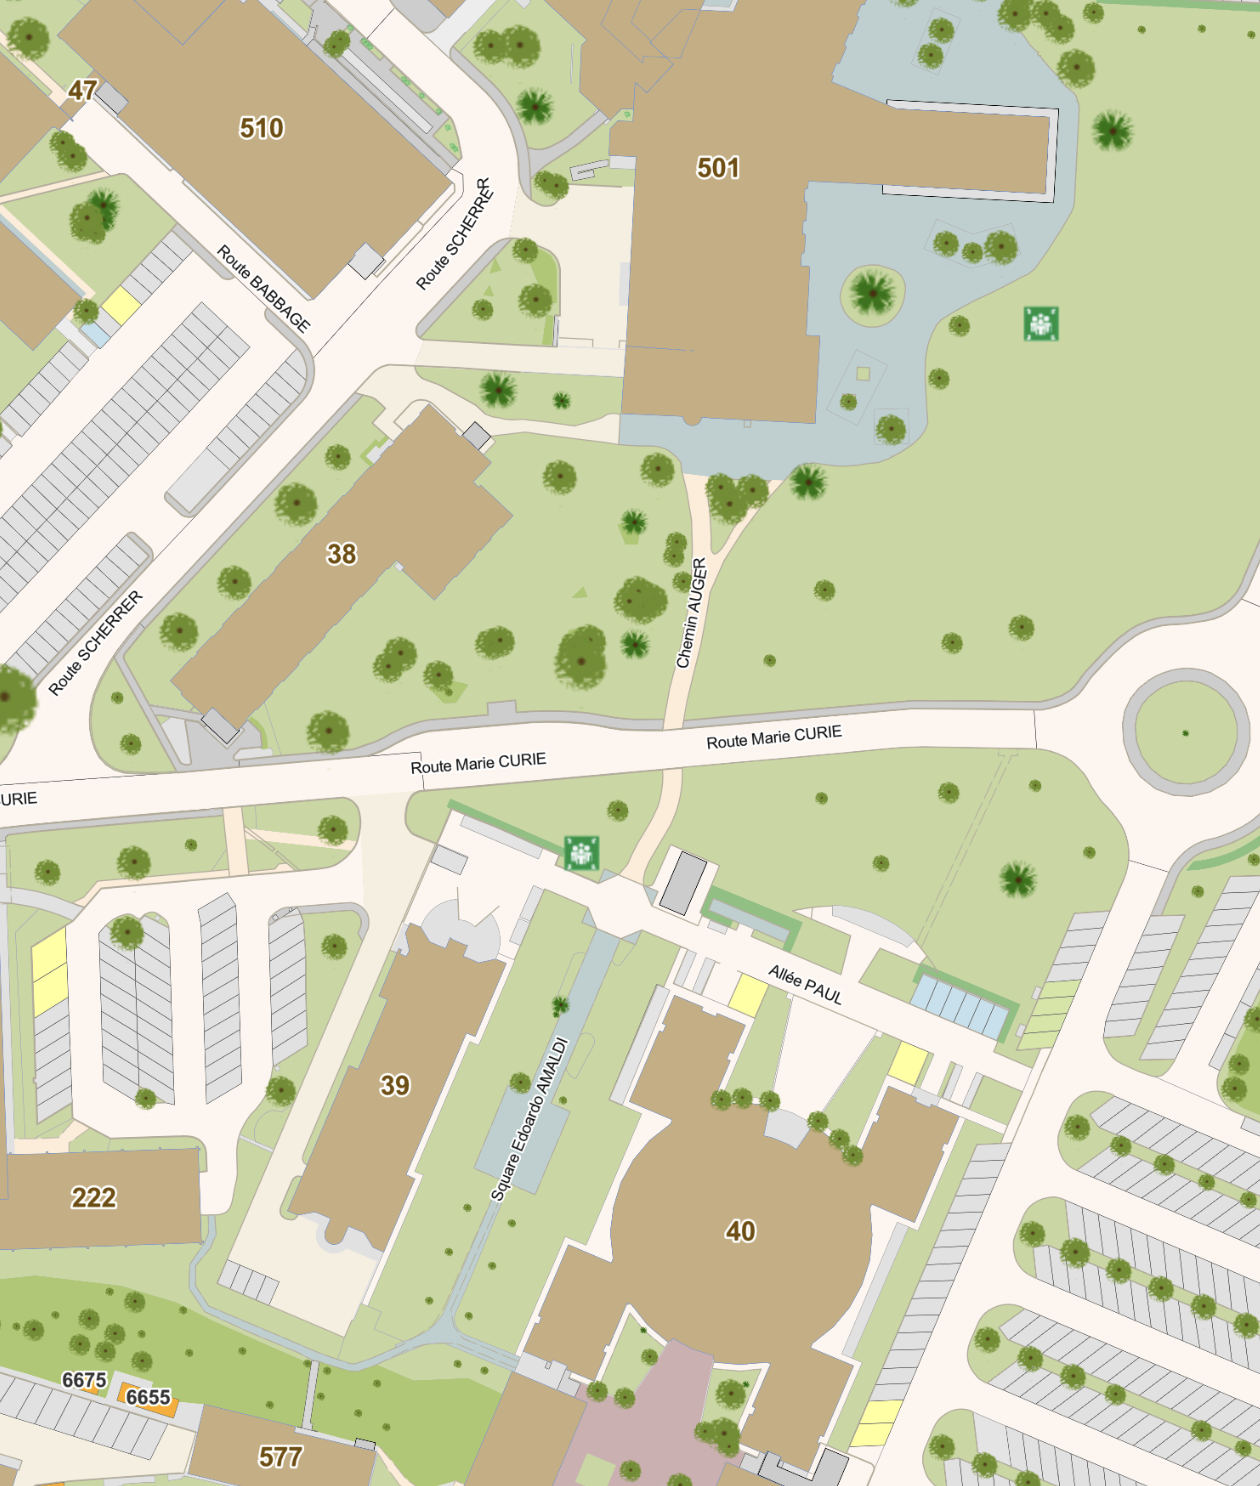 47
510
501
Route SCHERRER
Route BABBAGE
38
Chemin AUGER
Route SCHERRER
Route Marie CURIE
Route Marie CURIE
URIE
Allée PAUL
39
Square Edoardo AMALDI
222
40
6675
6655
577